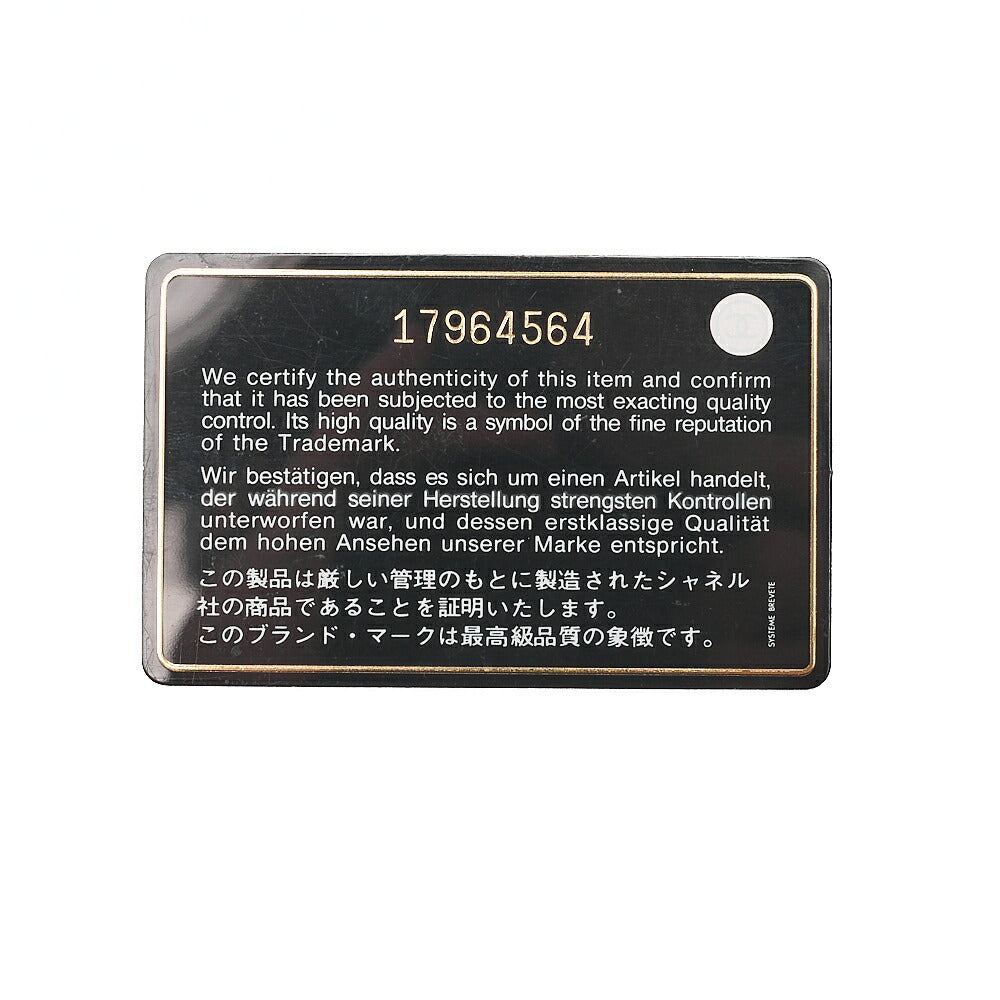 17964564
We certify the authenticity of this item and confirm
that it has been subjected to the most exacting quality
control. Its high quality is a symbol of the fine reputation
of the Trademark.
Wir bestätigen, dass es sich um einen Artikel handelt,
der während seiner Herstellung strengsten Kontrollen
unterworfen war, und dessen erstklassige Qualität
dem hohen Ansehen unserer Marke entspricht.
この製品は厳しい管理のもとに製造されたシャネル
社の商品であることを証明いたします。
このブランド・マークは最高級品質の象徴です。
SYSTEME BREVETE